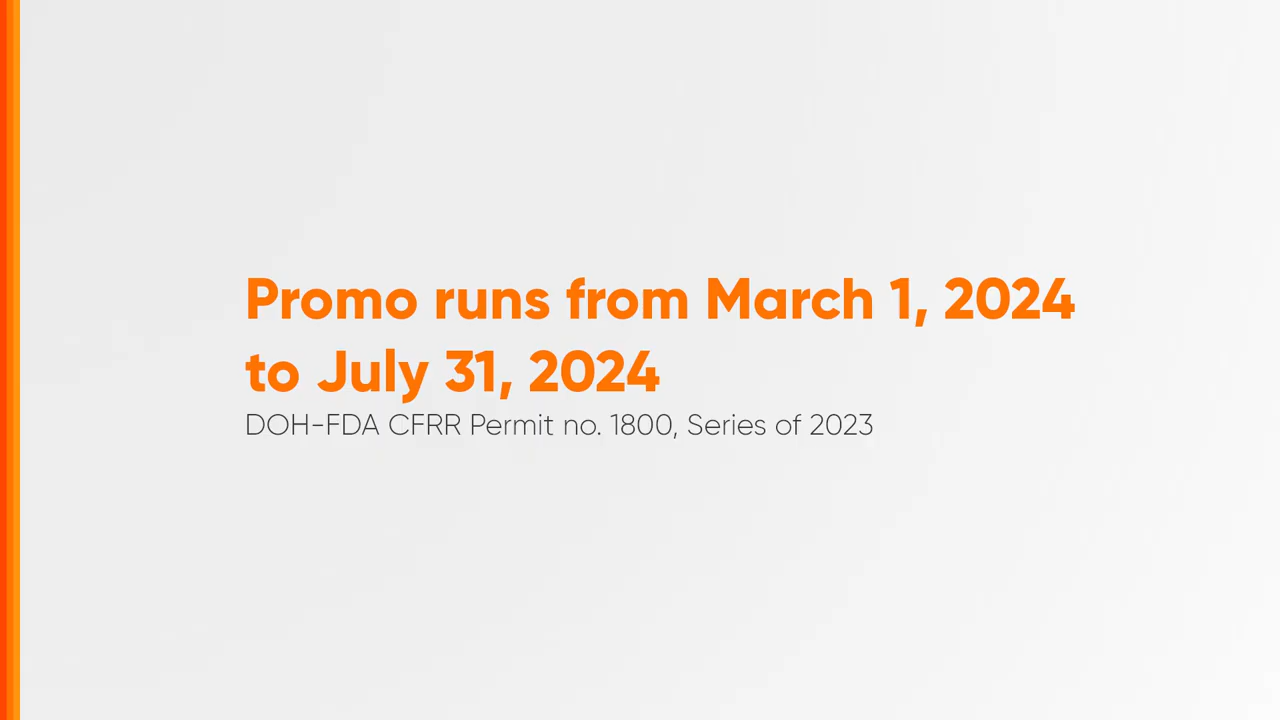 Promo runs from March 1, 2024
to July 31, 2024
DOH-FDA CFRR Permit no. 1800, Series of 2023